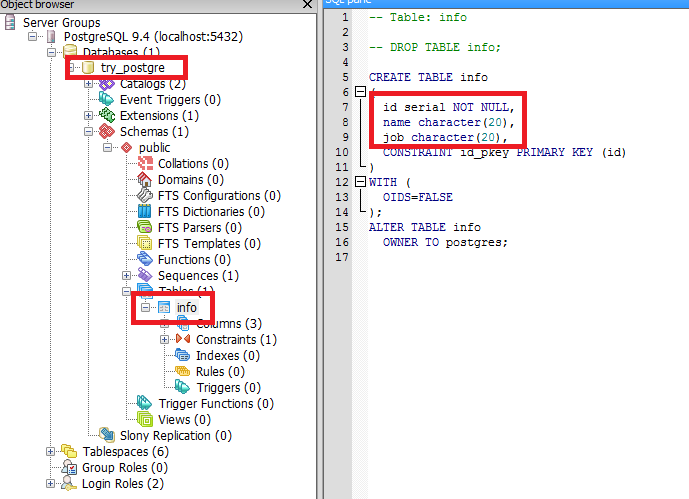 Object browser
Server Groups
PostgreSQL 9.4 (localhost:5432)
Databases (1)
try_postgre
Catalogs (2)
Event Triggers (0)
Extensions (1)
Schemas (1)
public
Collations (0)
Domains (0)
FTS Configurations (0)
FTS Dictionaries (0)
FTS Parsers (0)
FTS Templates (0)
Functions (0)
Sequences (1)
Tables (1)
info
Columns (3)
Constraints (1)
Indexes (0)
Rules (0)
Triggers (0)
Trigger Functions (0)
Views (0)
Slony Replication (0)
Tablespaces (6)
Group Roles (0)
Login Roles (2)
SQL pane
1 -- Table: info
2
3 -- DROP TABLE info;
4
5 CREATE TABLE info
6 (
7 id serial NOT NULL,
8 name character(20),
9 job character(20),
10 CONSTRAINT id_pkey PRIMARY KEY (id)
11 )
12 WITH (
13 OIDS=FALSE
14 );
15 ALTER TABLE info
16 OWNER TO postgres;
17